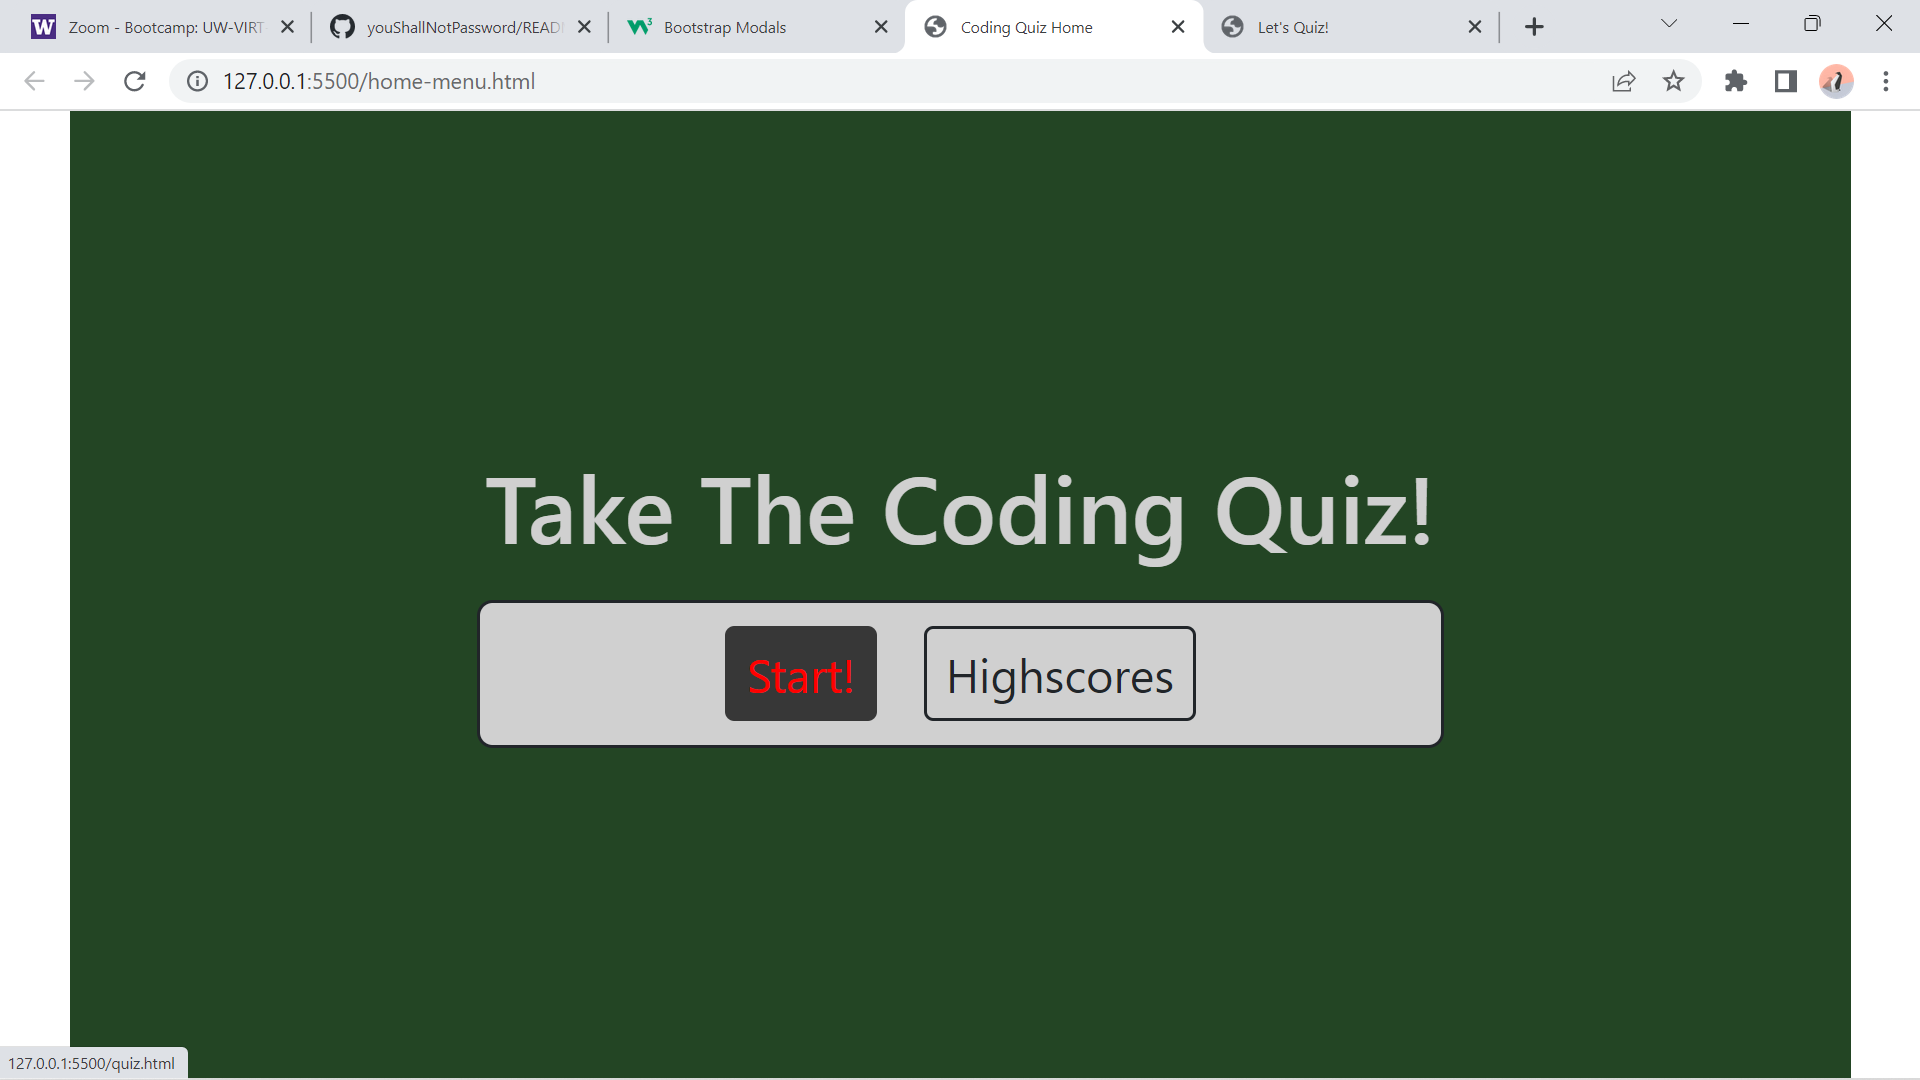 Zoom - Bootcamp: UW-VIRT
youShallNotPassword/READ
Bootstrap Modals
Coding Quiz Home
Let's Quiz!
127.0.0.1:5500/home-menu.html
Take The Coding Quiz!
Start!
Highscores
127.0.0.1:5500/quiz.html